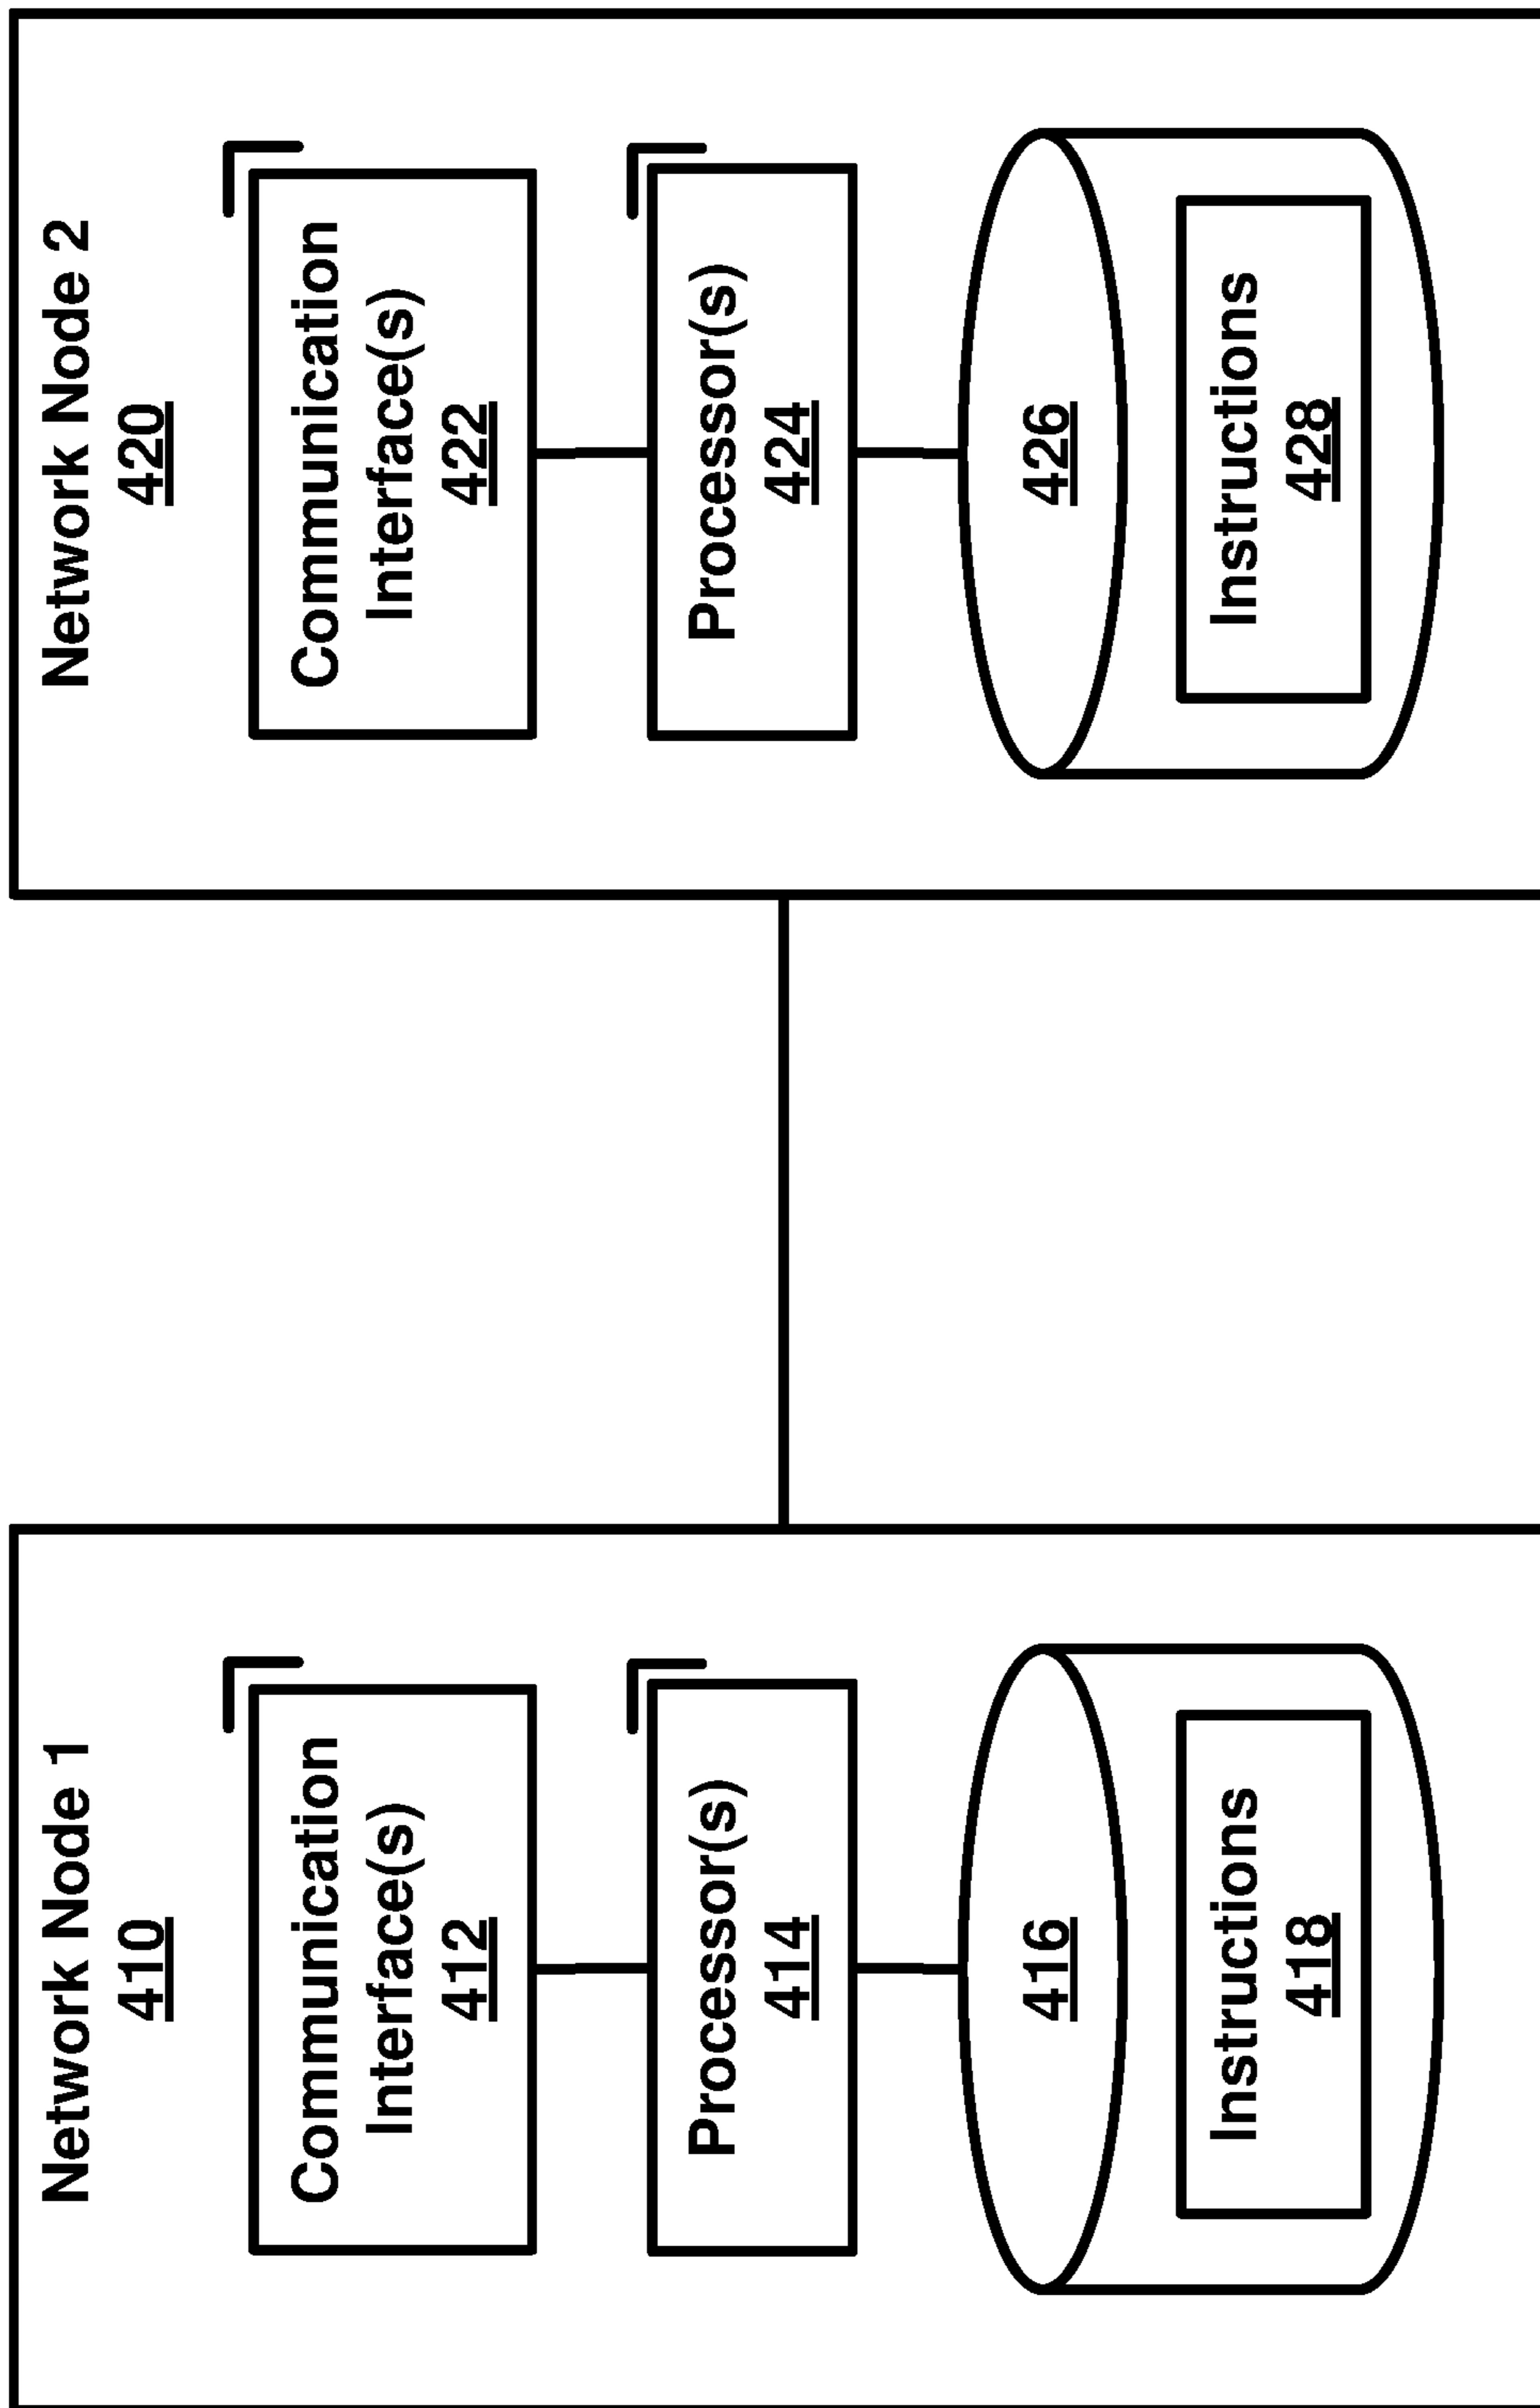 Network Node 1
410
Communication
Interface(s)
412
Processor(s)
414
416
Instructions
418
Network Node 2
420
Communication
Interface(s)
422
Processor(s)
424
426
Instructions
428